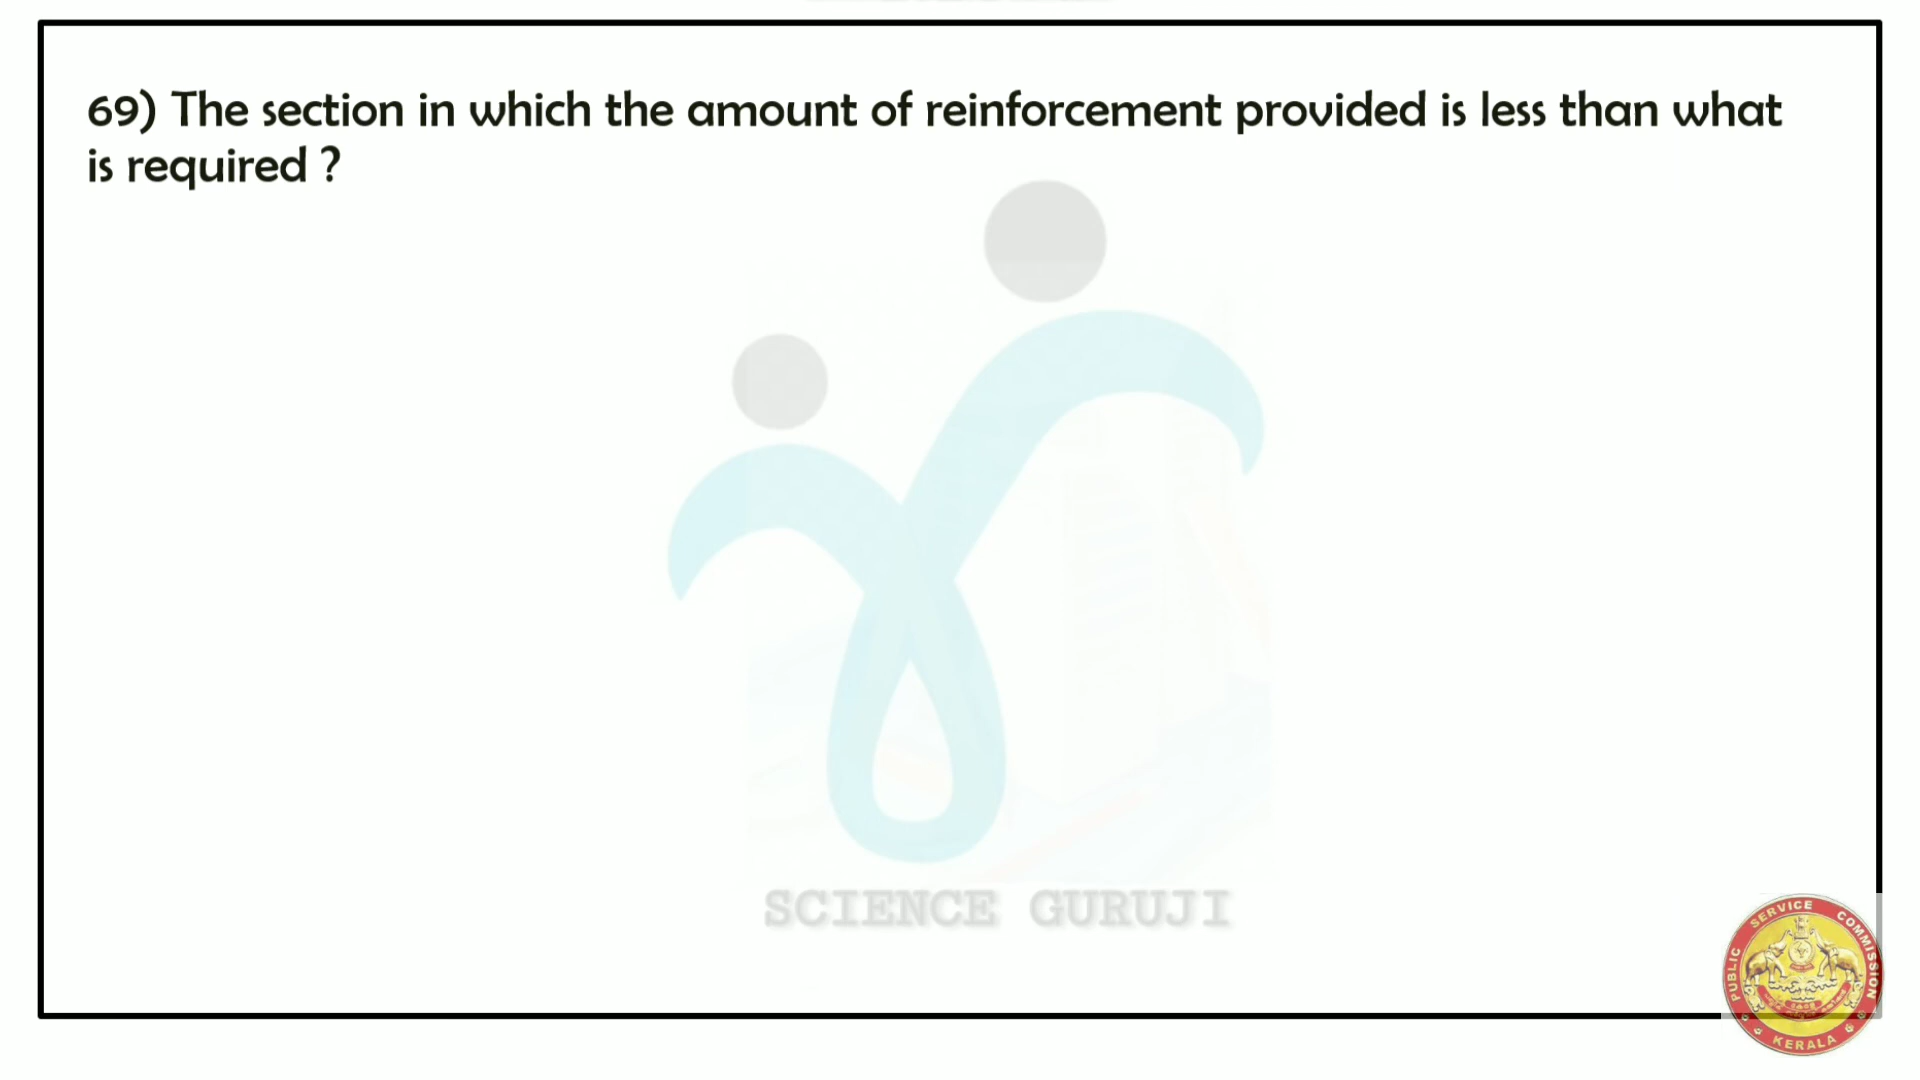 69) The section in which the amount of reinforcement provided is less than what
is required ?
SCIENCE GURUJI
PUBLIC SERVICE COMMISSION
KERALA